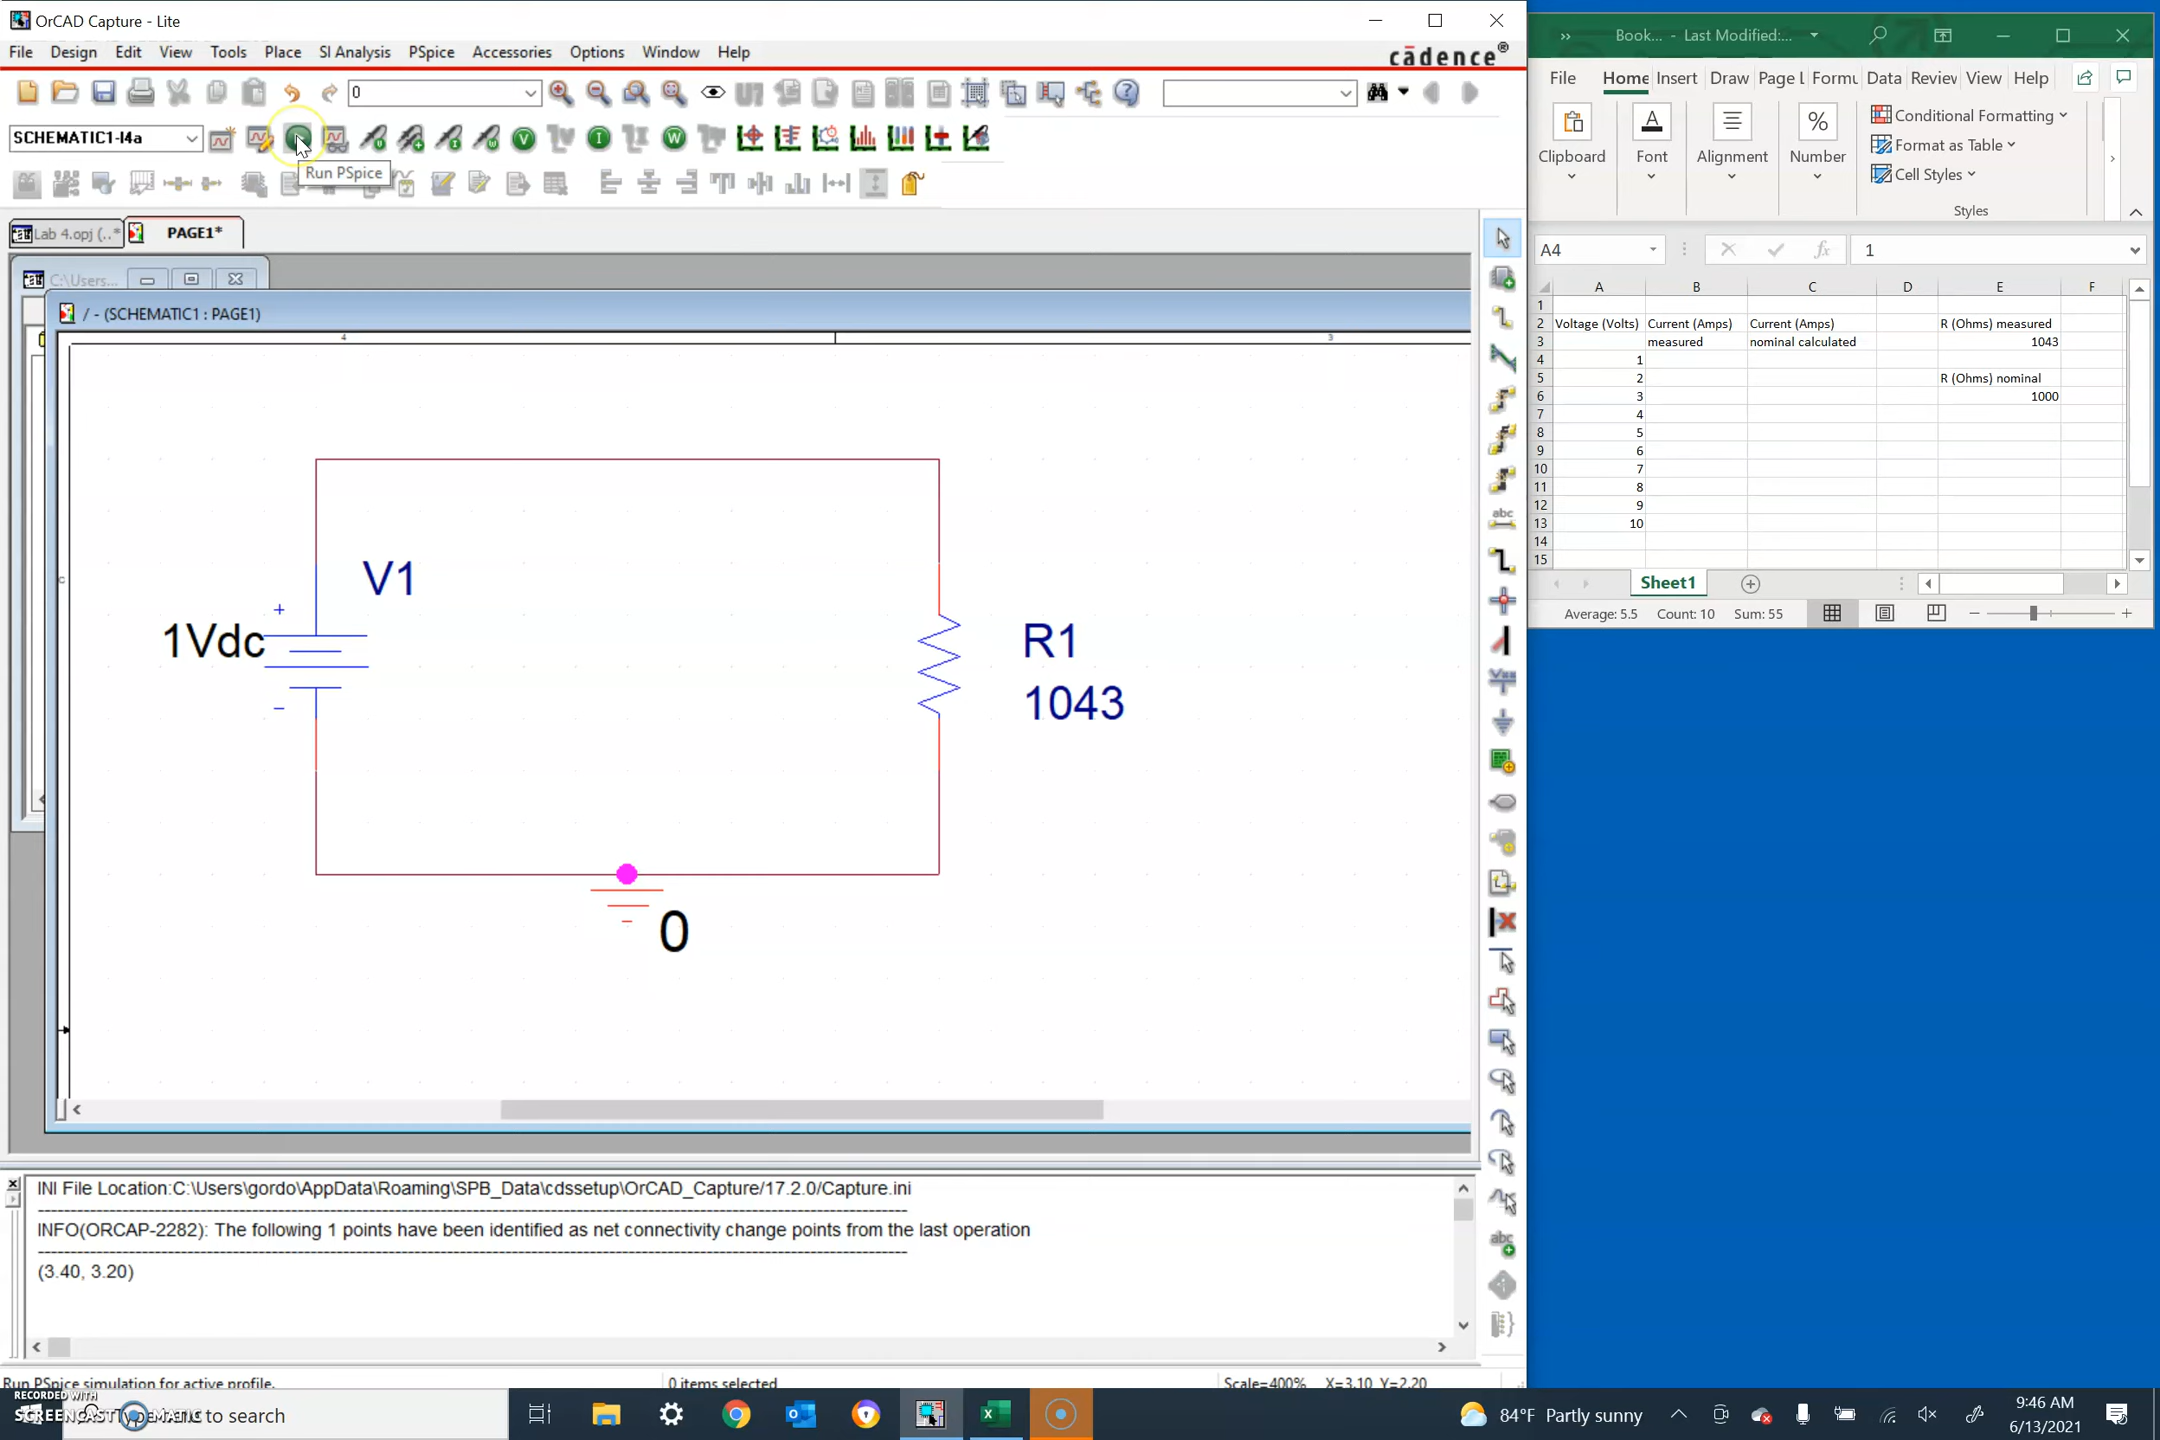 OrCAD Capture - Lite
File Design Edit View Tools Place SI Analysis PSpice Accessories Options Window Help
cādence®
0
SCHEMATIC1-I4a
Run PSpice
Lab 4.opj (..*
PAGE1*
C:\Users...
/ - (SCHEMATIC1 : PAGE1)
4
3
C
V1
+
1Vdc
-
R1
1043
0
INI File Location:C:\Users\gordo\AppData\Roaming\SPB_Data\cdssetup\OrCAD_Capture/17.2.0/Capture.ini
INFO(ORCAP-2282): The following 1 points have been identified as net connectivity change points from the last operation
(3.40, 3.20)
Run PSpice simulation for active profile.
0 items selected
Scale=400% X=3.10 Y=2.20
Book... - Last Modified:...
File Home Insert Draw Page L Formu Data Review View Help
Clipboard
Font
Alignment
Number
Conditional Formatting
Format as Table
Cell Styles
Styles
A4
fx
1
A B C D E F
1
2 Voltage (Volts) Current (Amps) Current (Amps) R (Ohms) measured
3 measured nominal calculated 1043
4 1
5 2 R (Ohms) nominal
6 3 1000
7 4
8 5
9 6
10 7
11 8
12 9
13 10
14
15
Sheet1
Average: 5.5 Count: 10 Sum: 55
RECORDED WITH
SCREENCAST MATIC
to search
84°F Partly sunny
9:46 AM
6/13/2021